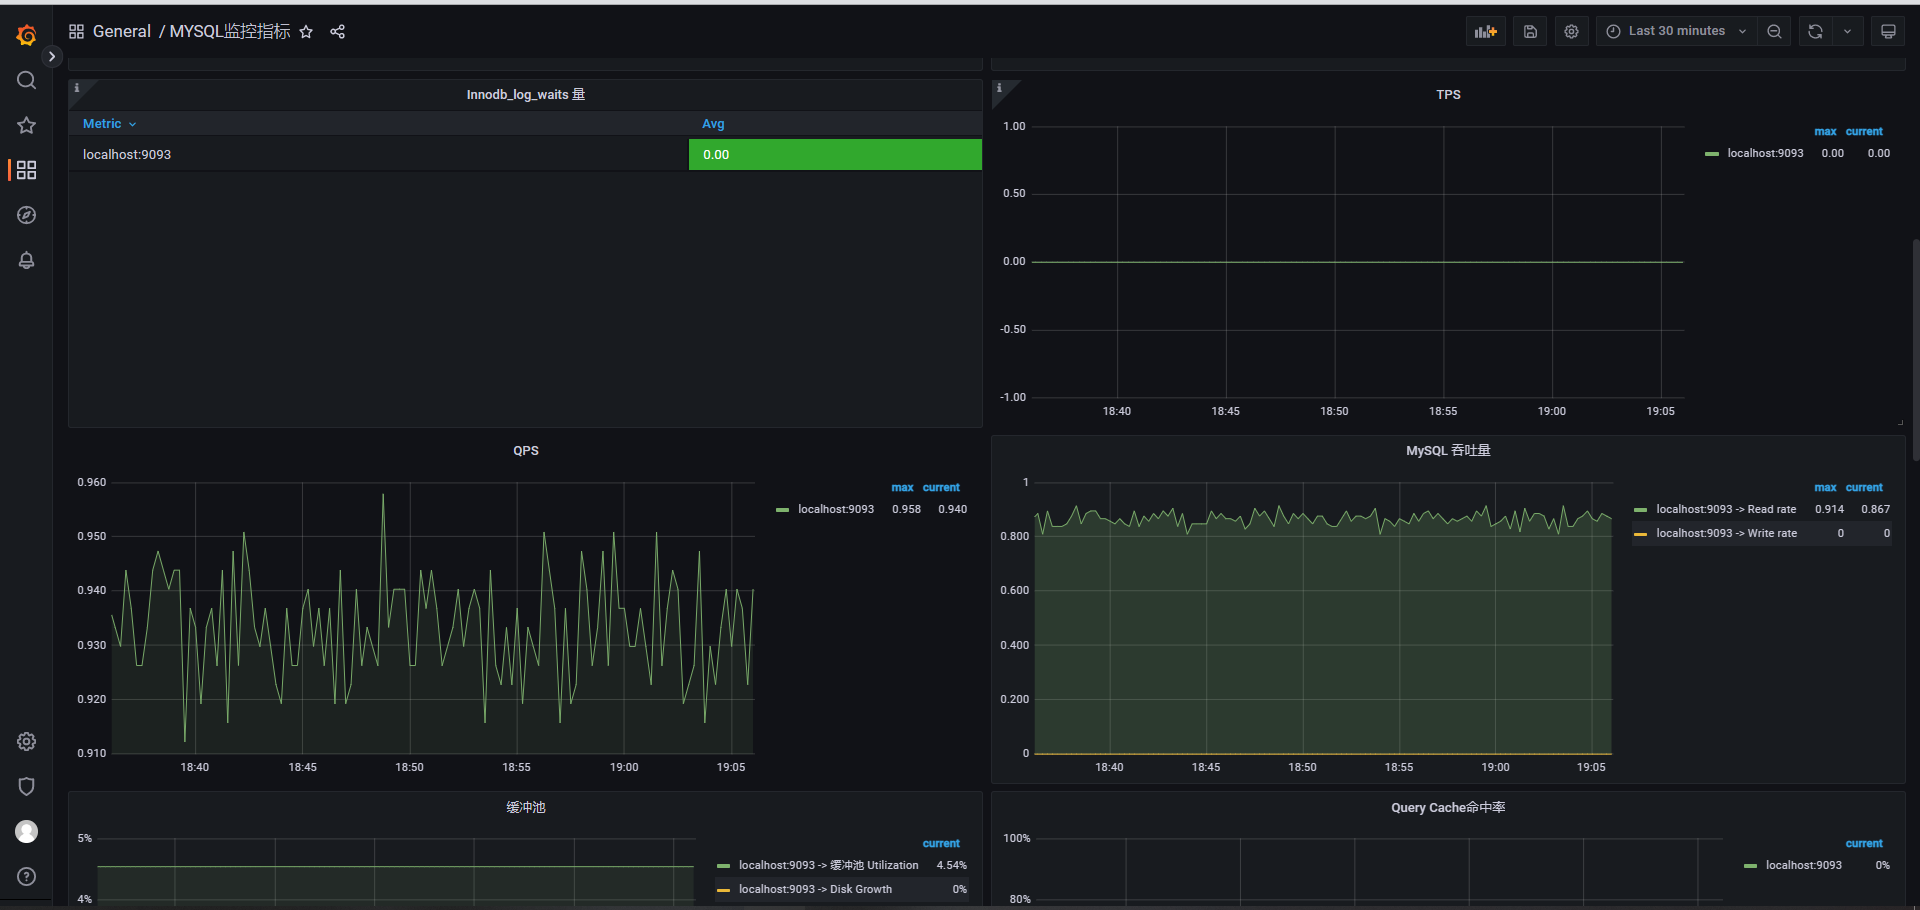 General / MYSQL监控指标
Last 30 minutes
Innodb_log_waits 量
Metric Avg
localhost:9093 0.00
TPS
1.00
0.50
0.00
-0.50
-1.00
18:40 18:45 18:50 18:55 19:00 19:05
max current
localhost:9093 0.00 0.00
QPS
0.960
0.950
0.940
0.930
0.920
0.910
18:40 18:45 18:50 18:55 19:00 19:05
max current
localhost:9093 0.958 0.940
MySQL 吞吐量
1
0.800
0.600
0.400
0.200
0
18:40 18:45 18:50 18:55 19:00 19:05
max current
localhost:9093 -> Read rate 0.914 0.867
localhost:9093 -> Write rate 0 0
缓冲池
5%
4%
current
localhost:9093 -> 缓冲池 Utilization 4.54%
localhost:9093 -> Disk Growth 0%
Query Cache命中率
100%
80%
current
localhost:9093 0%